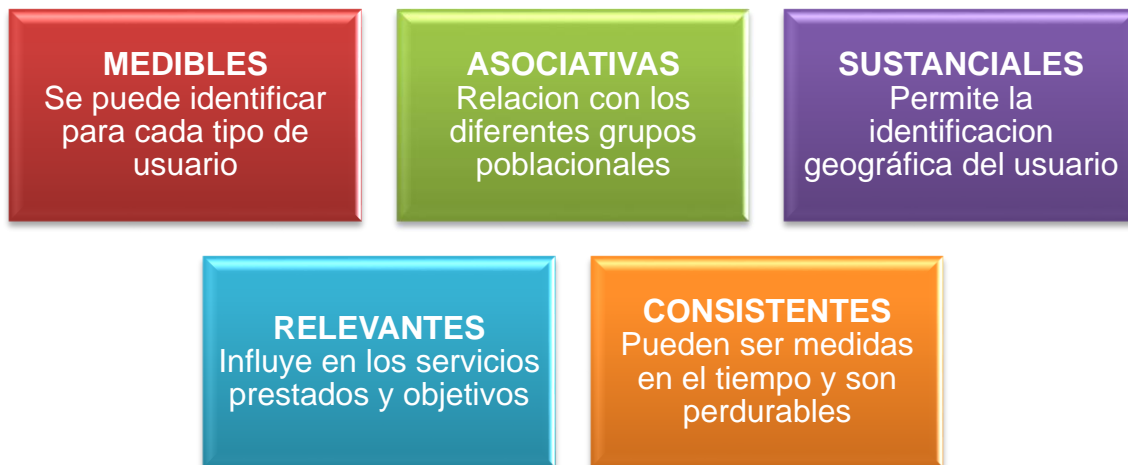 MEDIBLES
Se puede identificar
para cada tipo de
usuario
ASOCIATIVAS
Relacion con los
diferentes grupos
poblacionales
SUSTANCIALES
Permite la
identificacion
geográfica del usuario
RELEVANTES
Influye en los servicios
prestados y objetivos
CONSISTENTES
Pueden ser medidas
en el tiempo y son
perdurables